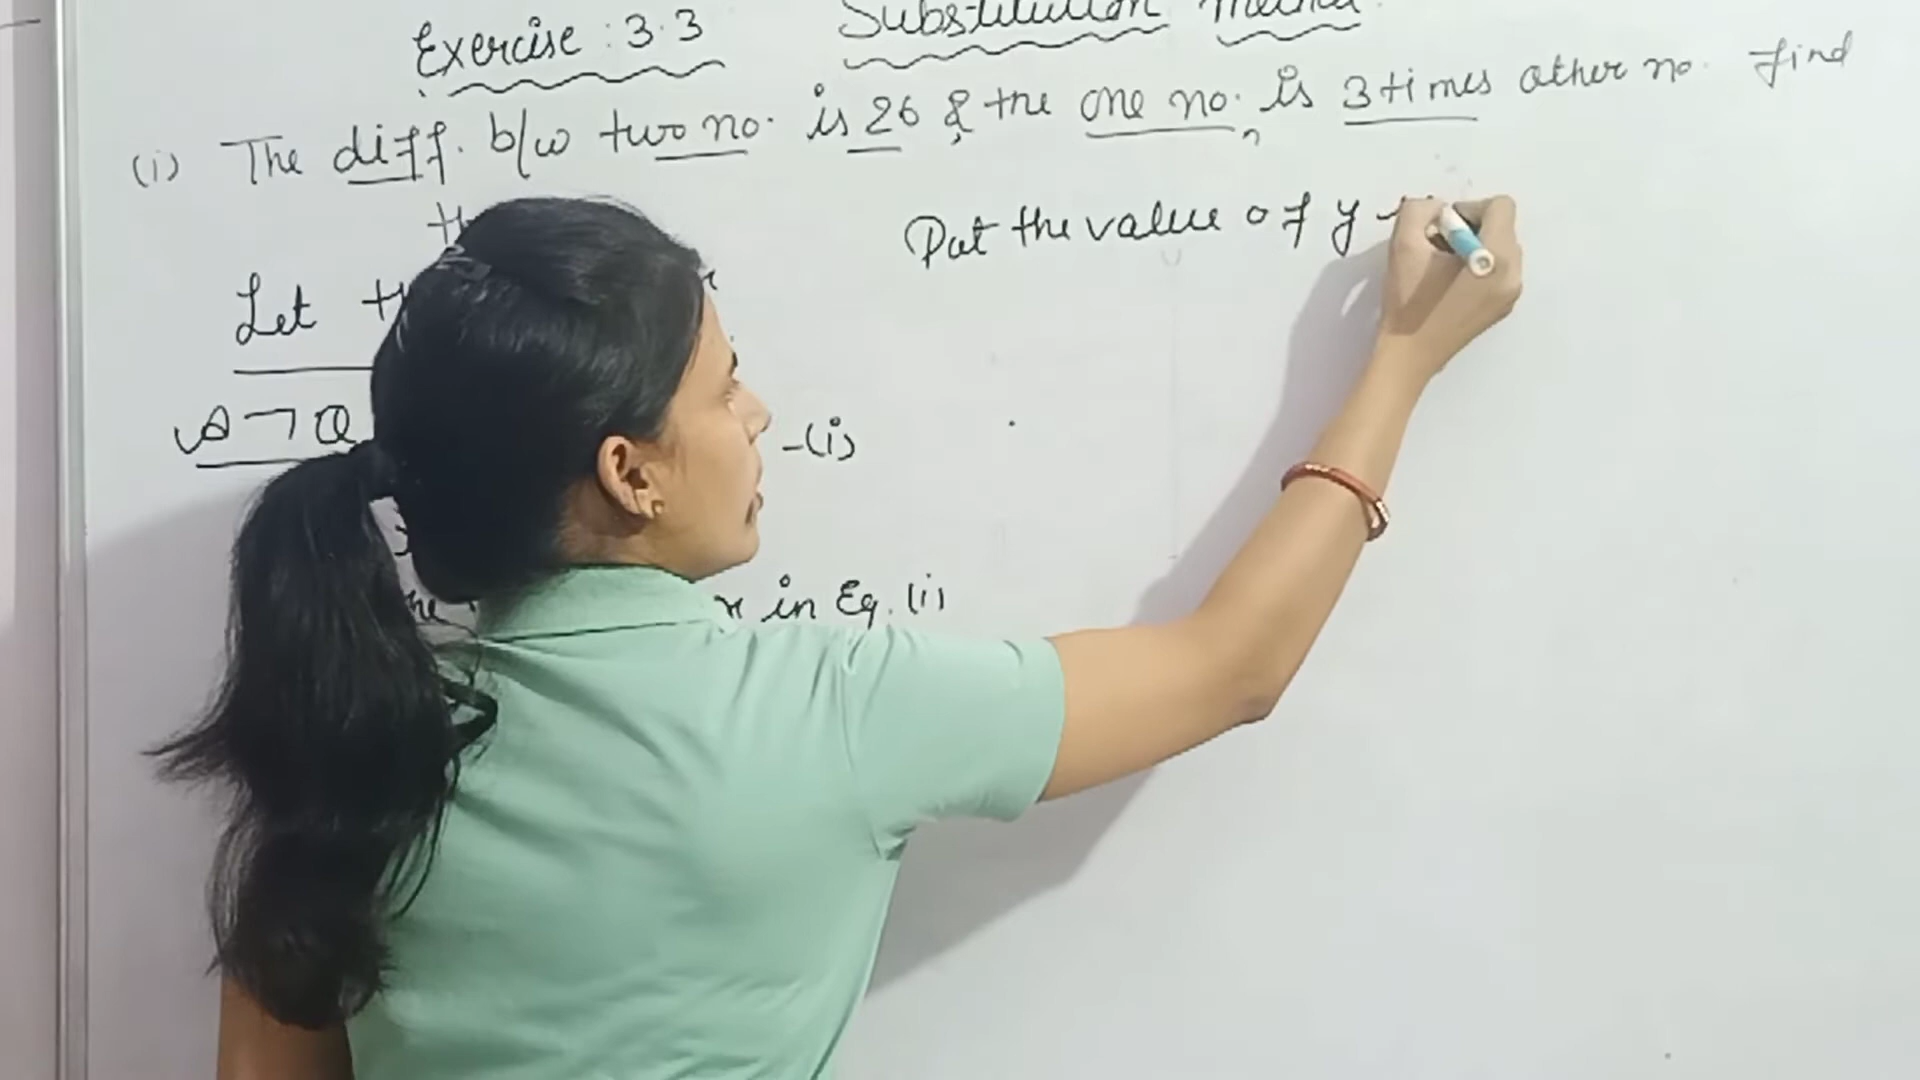 Exercise : 3.3 Substitution Method
(i) The diff. b/w two no. is 26 & the one no. is 3 times other no. find
Put the value of y
Let
ATQ
-(i)
x in Eq. (i)